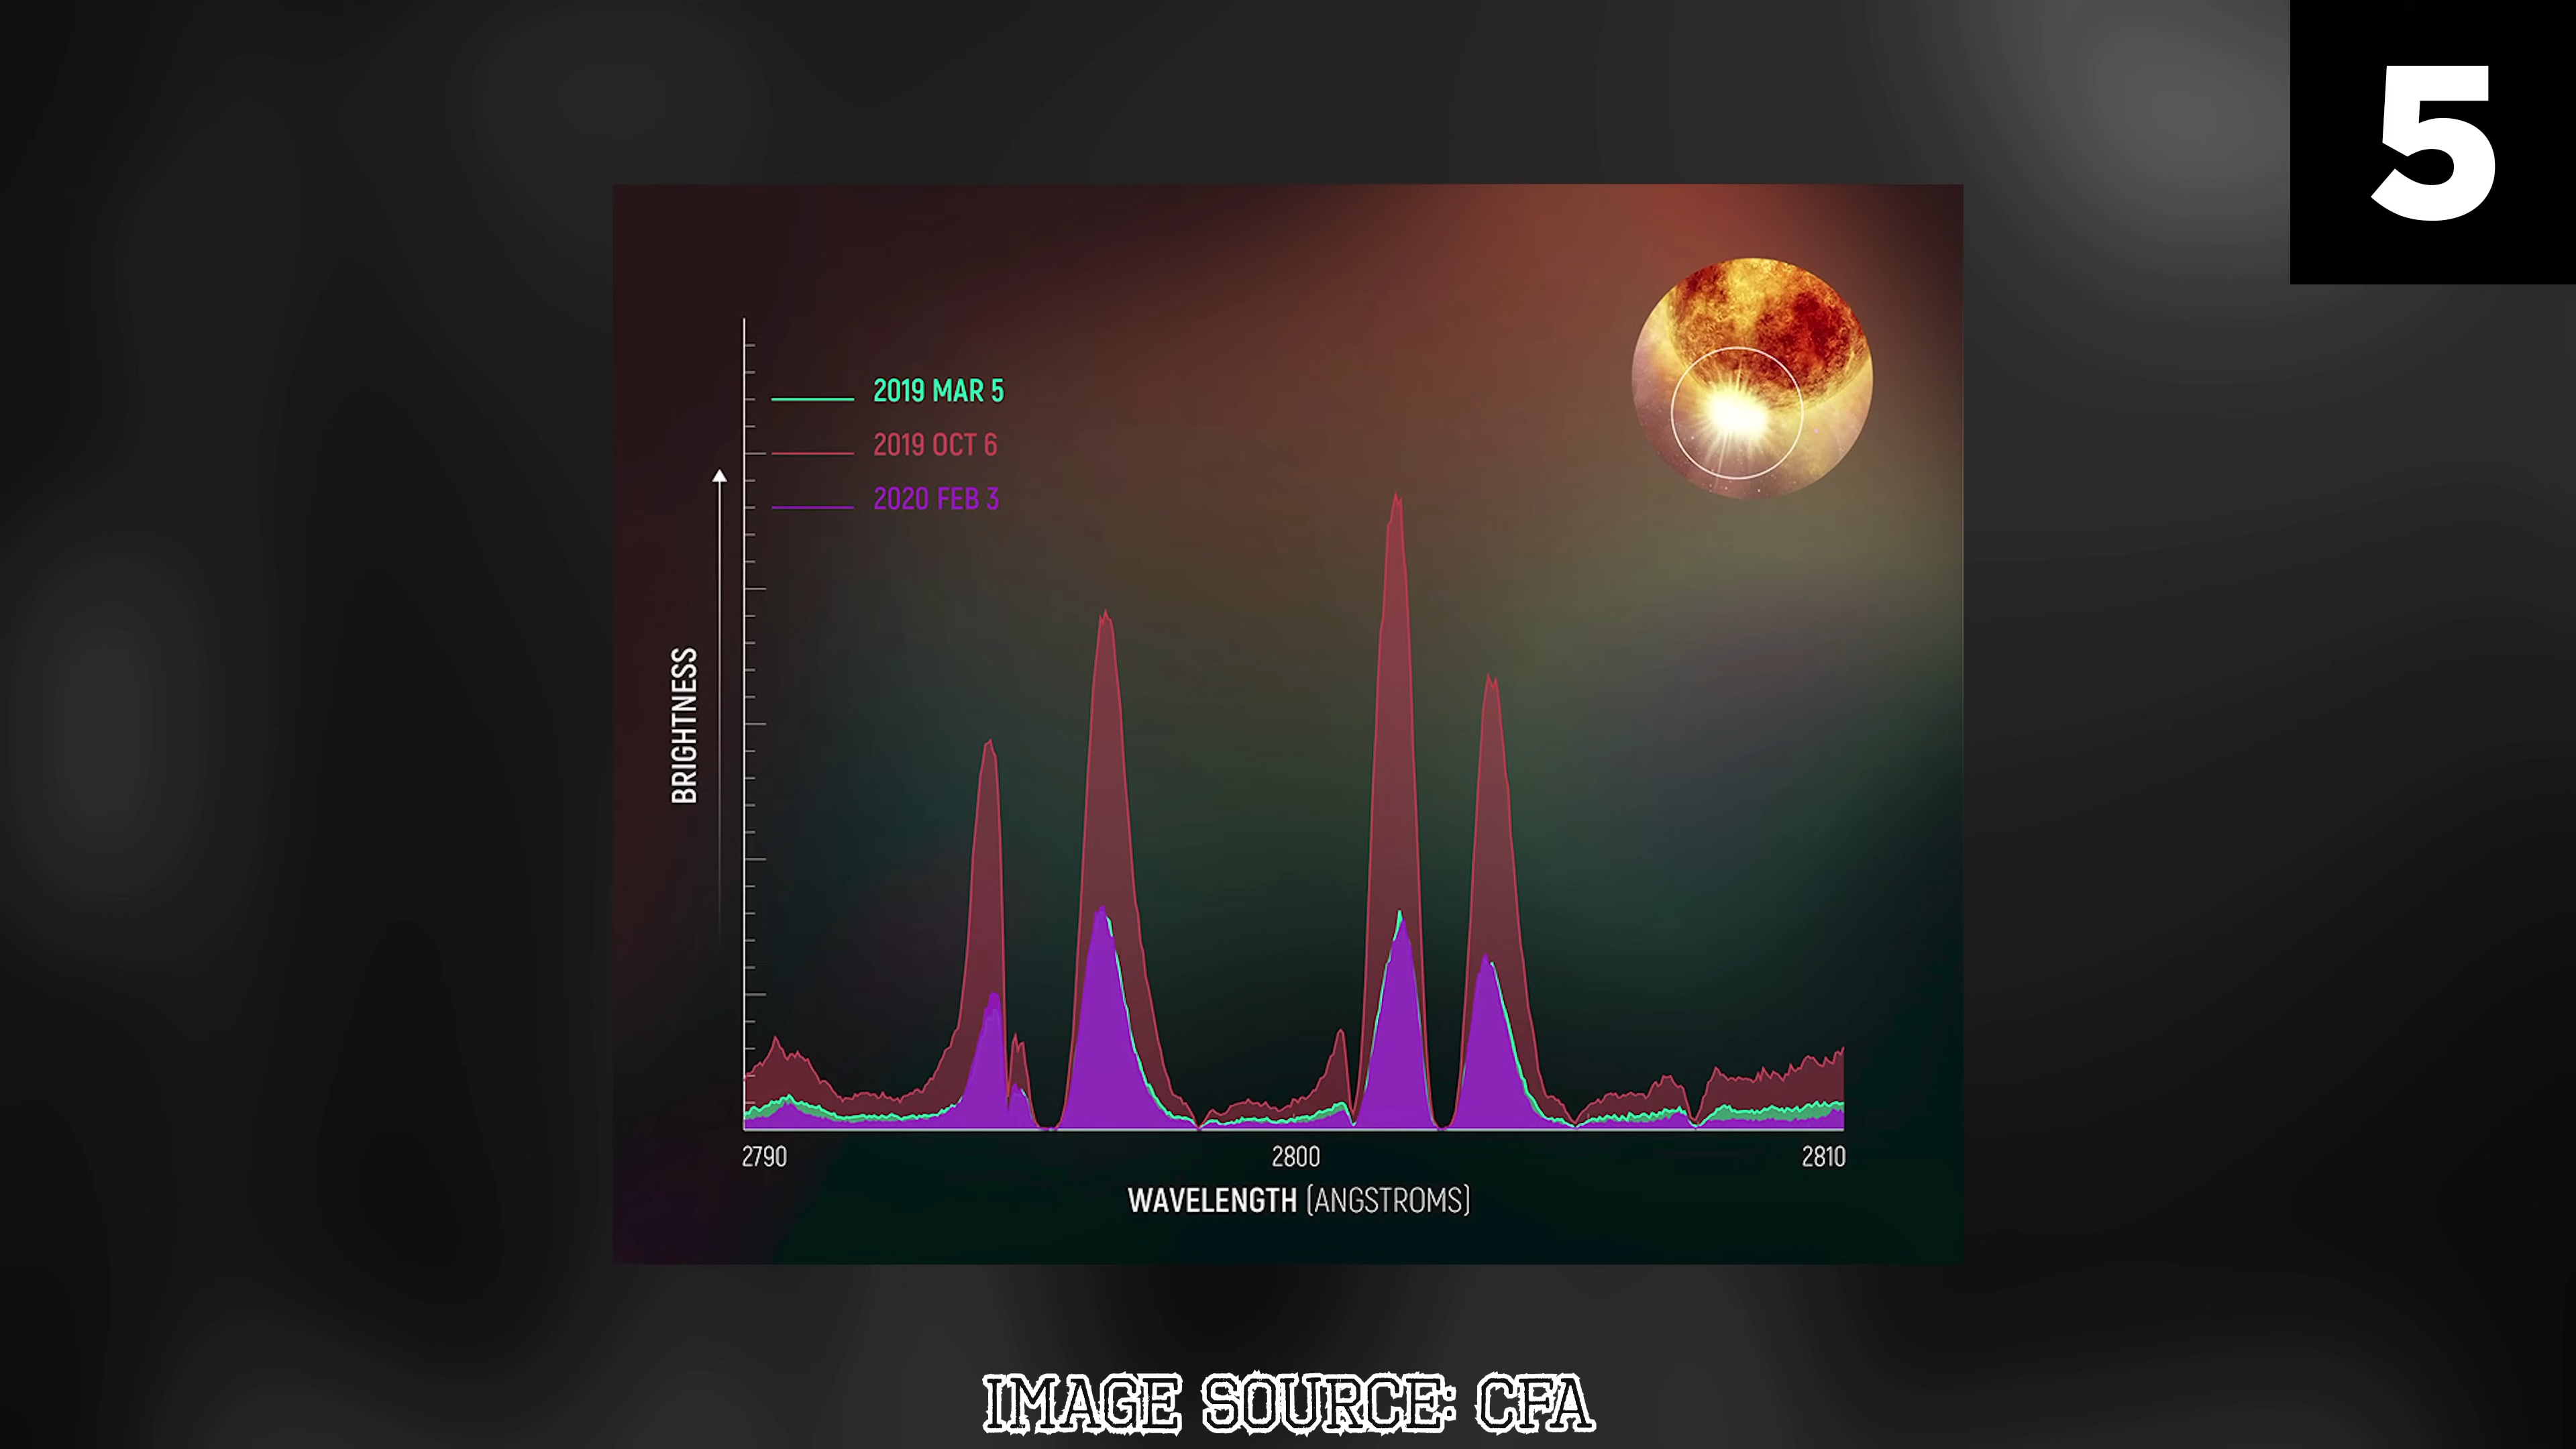 5
2019 MAR 5
2019 OCT 6
2020 FEB 3
BRIGHTNESS
2790 2800 2810
WAVELENGTH (ANGSTROMS)
IMAGE SOURCE: CFA